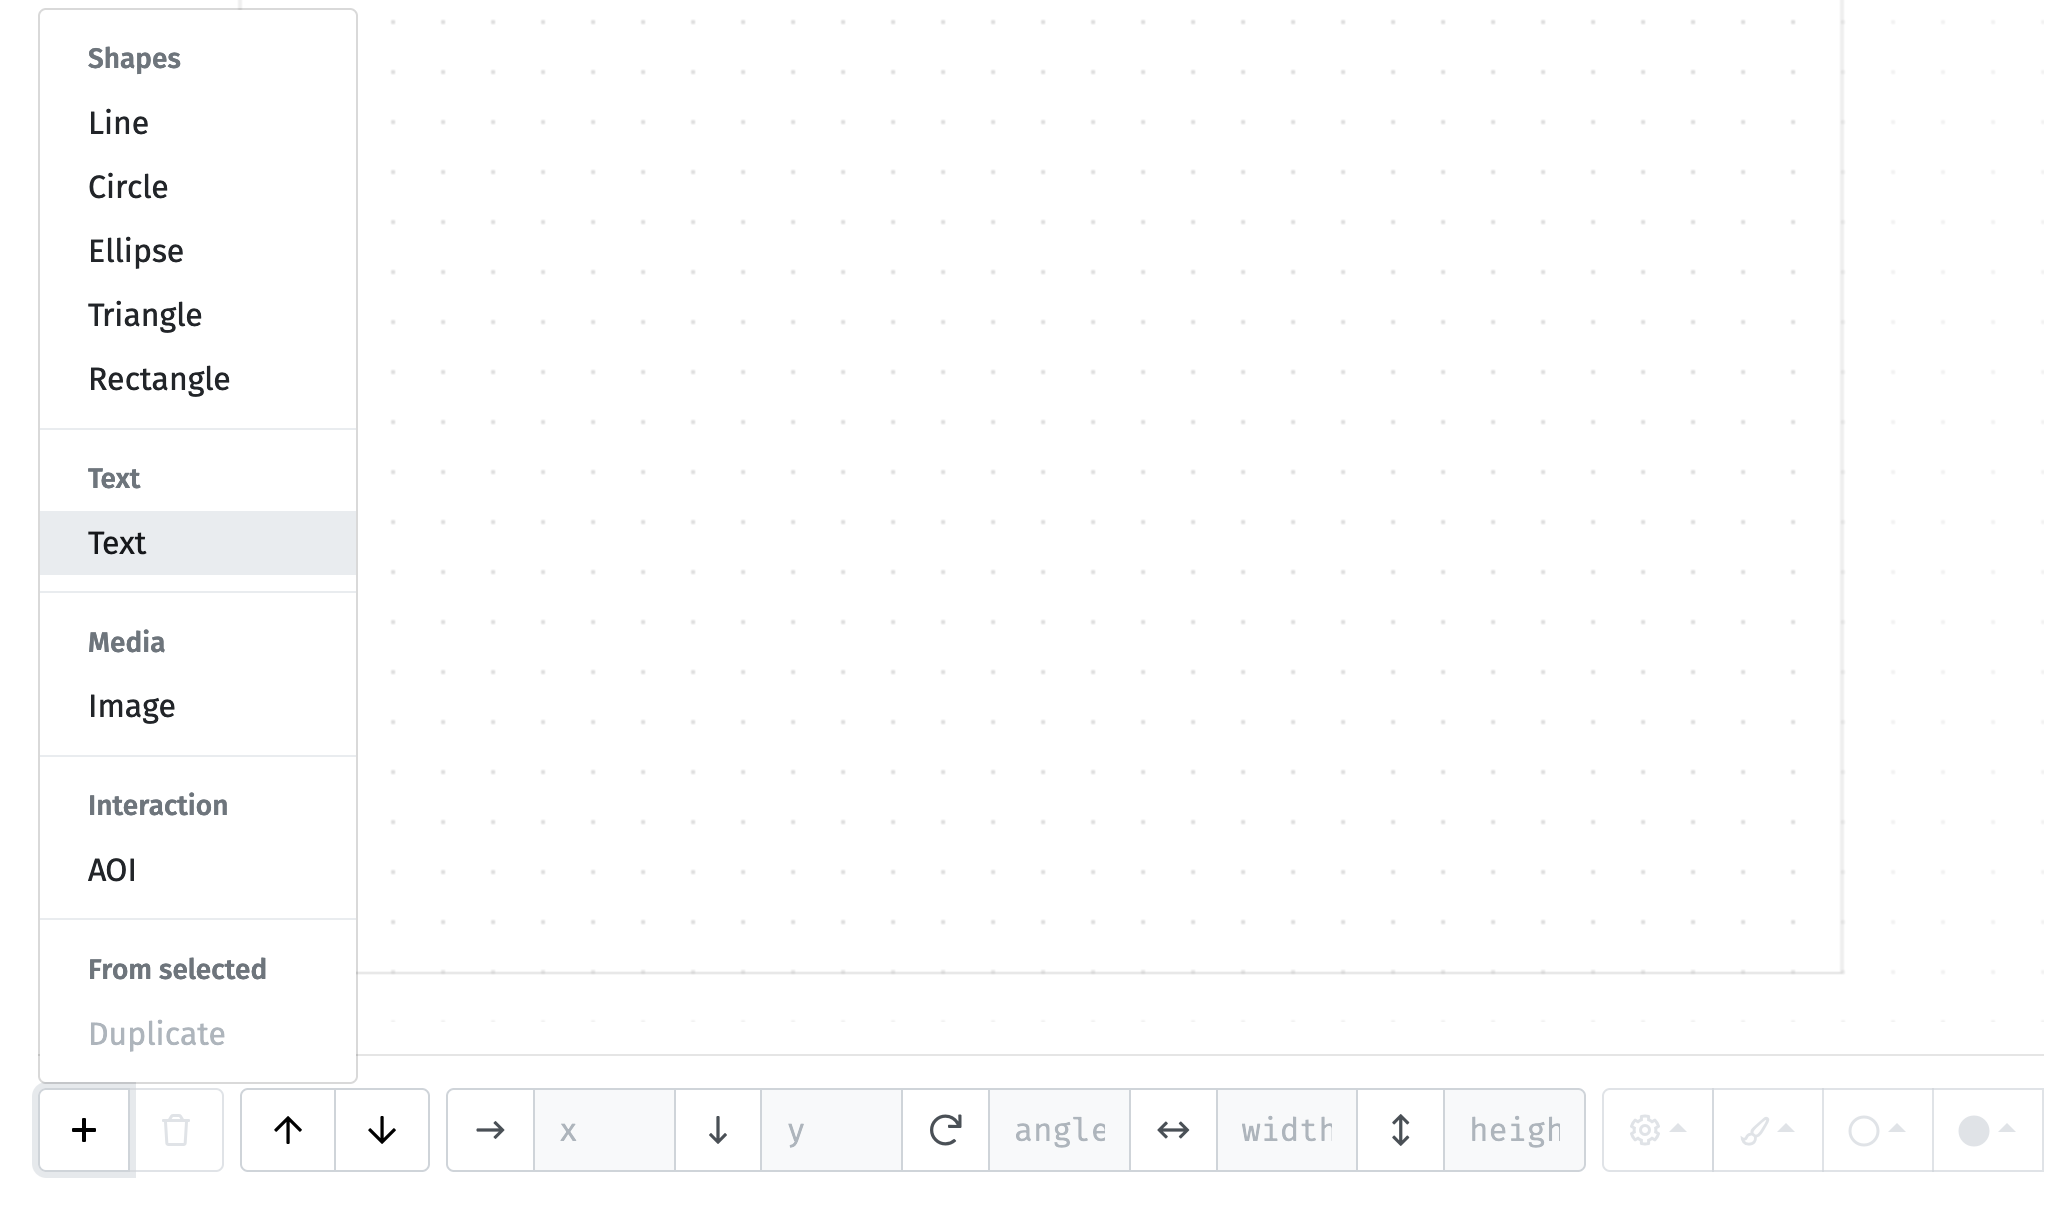 Shapes
Line
Circle
Ellipse
Triangle
Rectangle
Text
Text
Media
Image
Interaction
AOI
From selected
Duplicate
x y angle width heigh